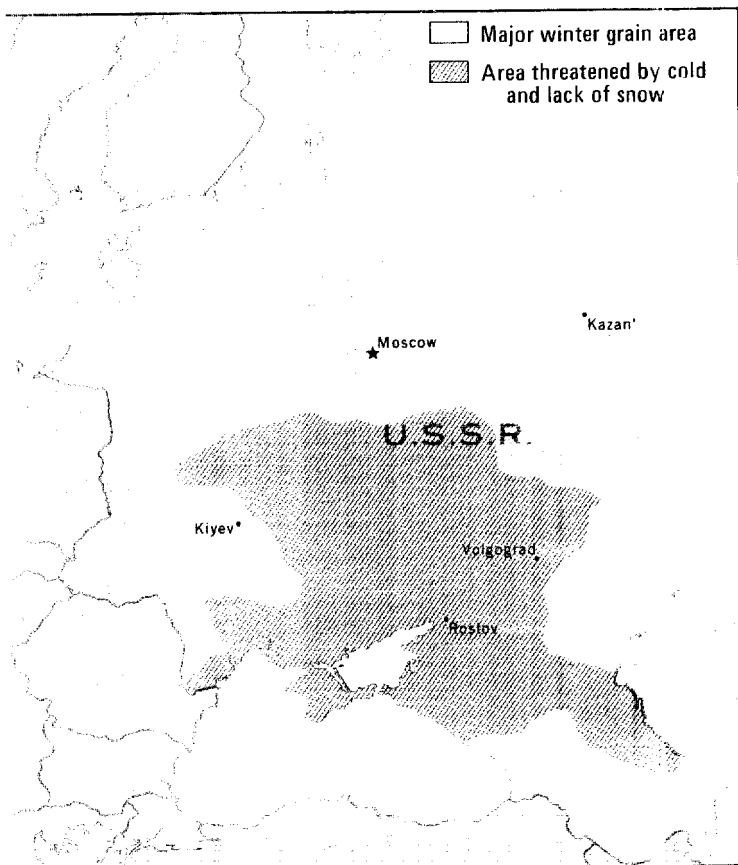 Major winter grain area
Area threatened by cold
and lack of snow
Kazan'
Moscow
U.S.S.R.
Kiyev
Volgograd
Rostov